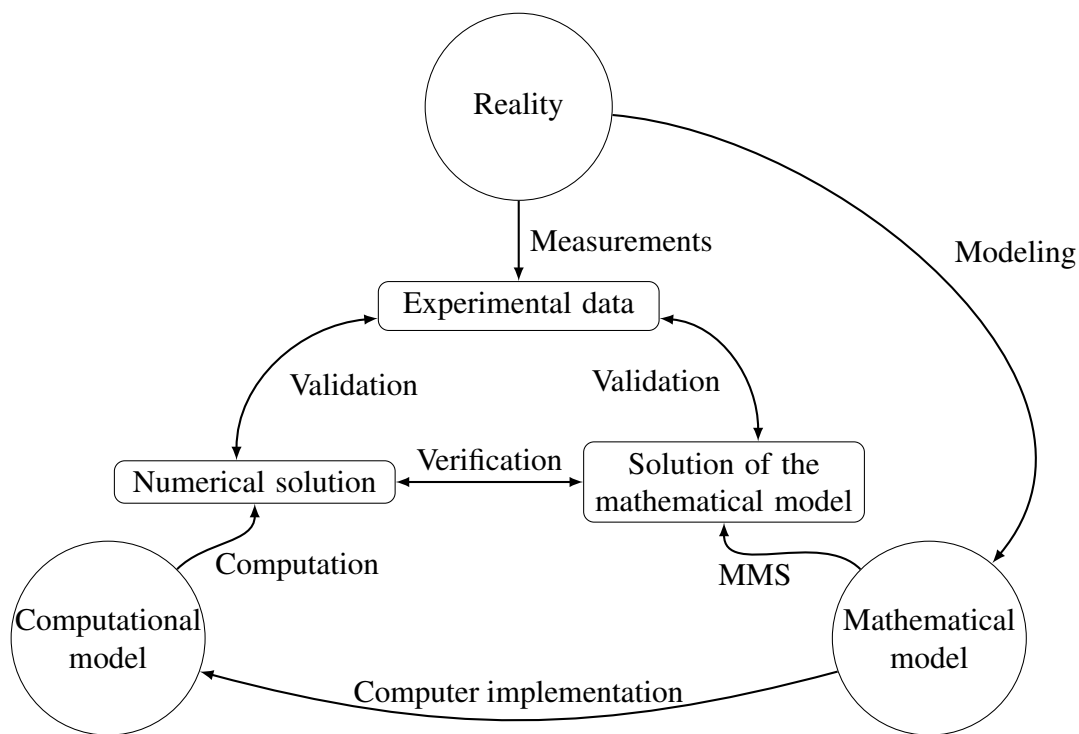 Reality
Measurements
Modeling
Experimental data
Validation
Validation
Verification
Numerical solution
Solution of the
mathematical model
Computation
MMS
Computational
model
Mathematical
model
Computer implementation